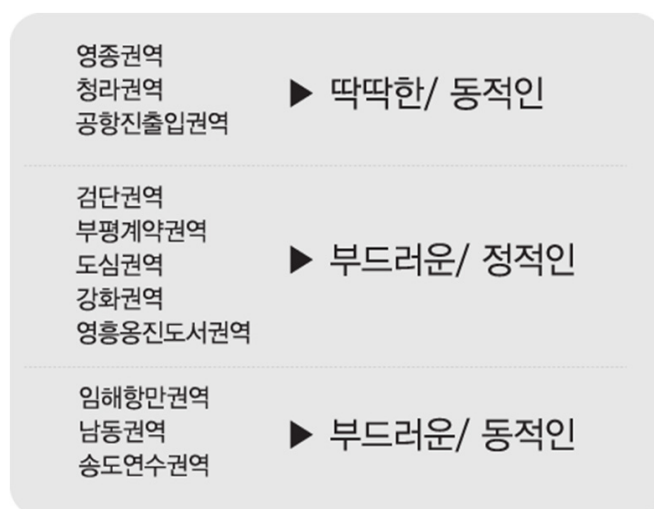 영종권역
청라권역
공항진출입권역
▶ 딱딱한/ 동적인
검단권역
부평계약권역
도심권역
강화권역
영흥옹진도서권역
▶ 부드러운/ 정적인
임해항만권역
남동권역
송도연수권역
▶ 부드러운/ 동적인